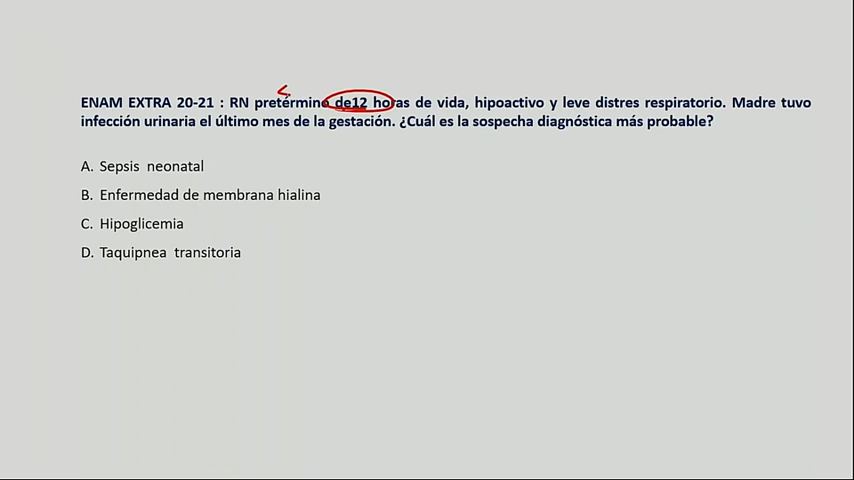 ENAM EXTRA 20-21 : RN pretérmino de12 horas de vida, hipoactivo y leve distres respiratorio. Madre tuvo
infección urinaria el último mes de la gestación. ¿Cuál es la sospecha diagnóstica más probable?
A. Sepsis neonatal
B. Enfermedad de membrana hialina
C. Hipoglicemia
D. Taquipnea transitoria